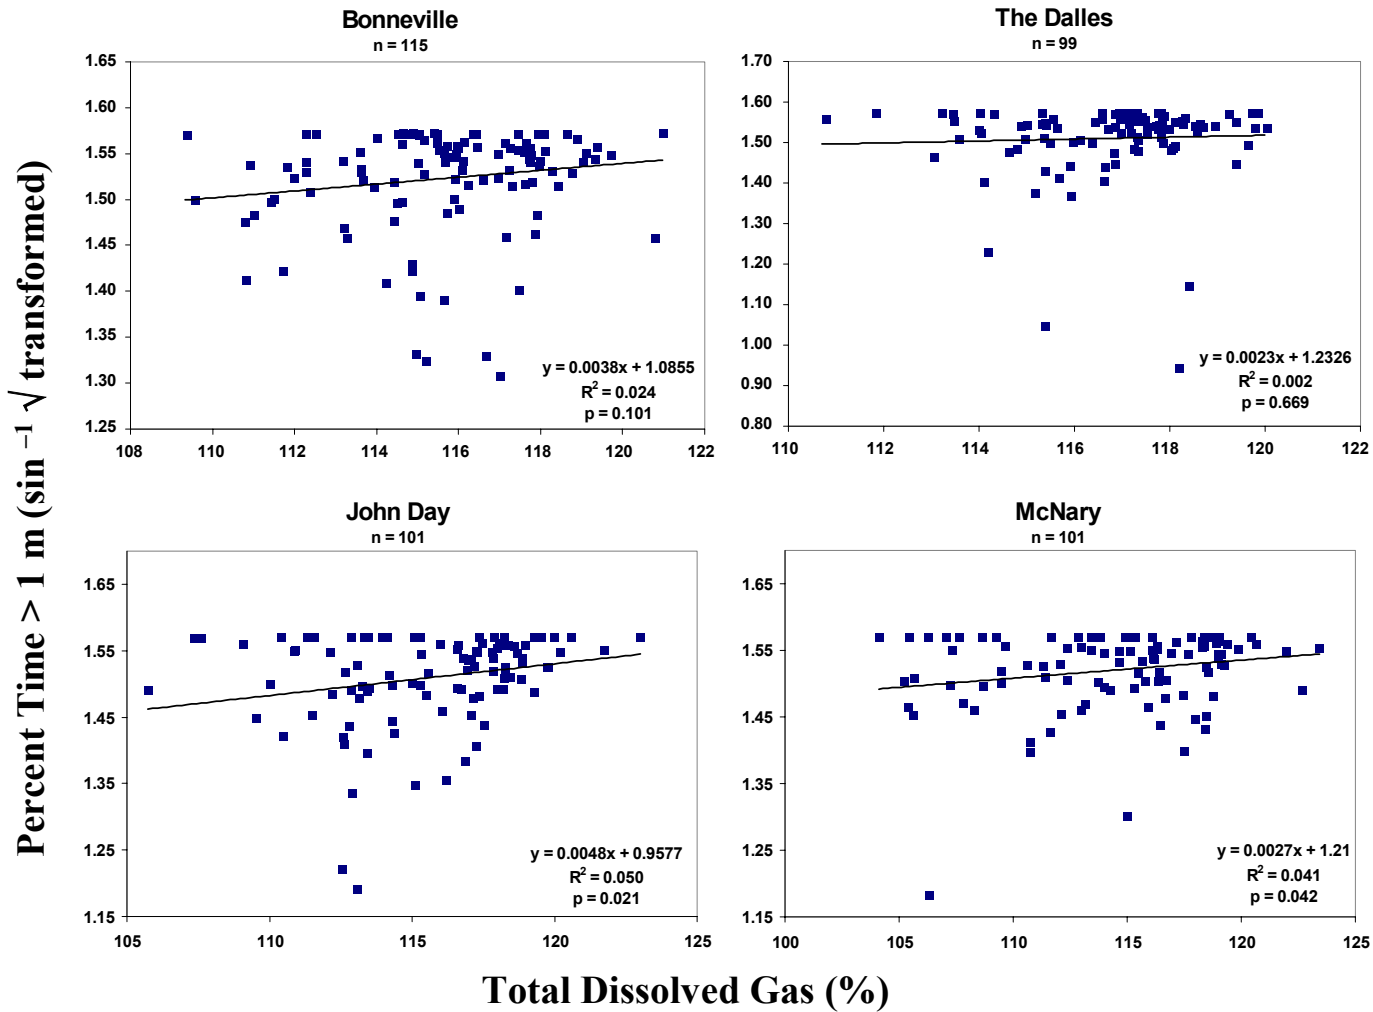 Percent Time > 1 m (sin ⁻¹ √ transformed)
Bonneville
n = 115
1.65
1.60
1.55
1.50
1.45
1.40
1.35
1.30
1.25
108 110 112 114 116 118 120 122
y = 0.0038x + 1.0855
R² = 0.024
p = 0.101
The Dalles
n = 99
1.70
1.60
1.50
1.40
1.30
1.20
1.10
1.00
0.90
0.80
110 112 114 116 118 120 122
y = 0.0023x + 1.2326
R² = 0.002
p = 0.669
John Day
n = 101
1.65
1.55
1.45
1.35
1.25
1.15
105 110 115 120 125
y = 0.0048x + 0.9577
R² = 0.050
p = 0.021
McNary
n = 101
1.65
1.55
1.45
1.35
1.25
1.15
100 105 110 115 120 125
y = 0.0027x + 1.21
R² = 0.041
p = 0.042
Total Dissolved Gas (%)